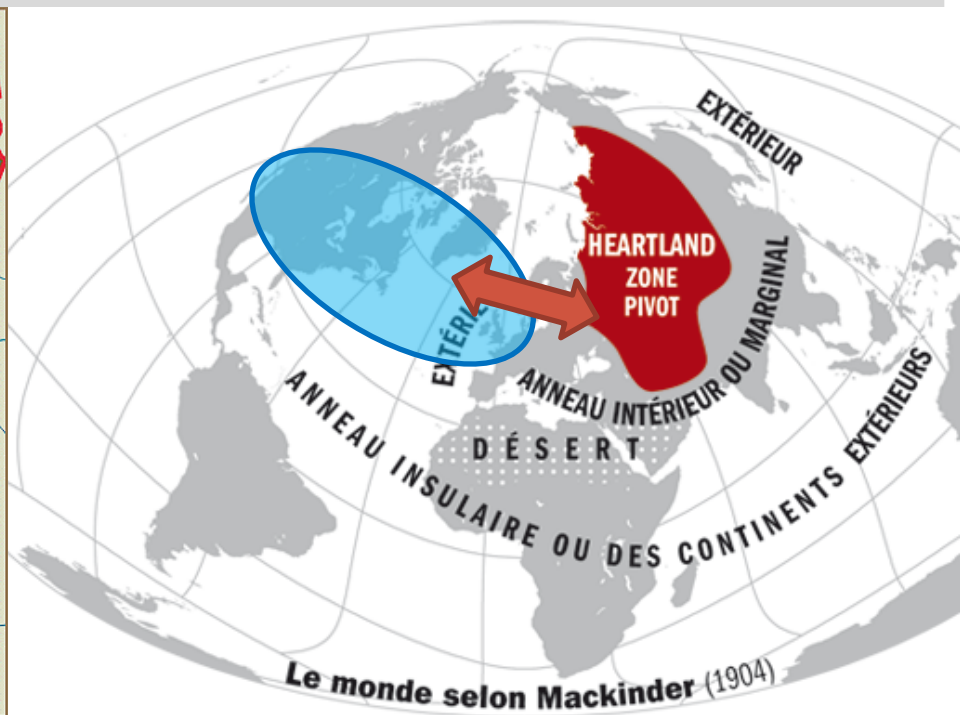 EXTÉRIEUR
HEARTLAND
ZONE
PIVOT
EXTÉRIE
ANNEAU INTÉRIEUR OU MARGINAL
DÉSERT
ANNEAU INSULAIRE OU DES CONTINENTS EXTÉRIEURS
Le monde selon Mackinder (1904)